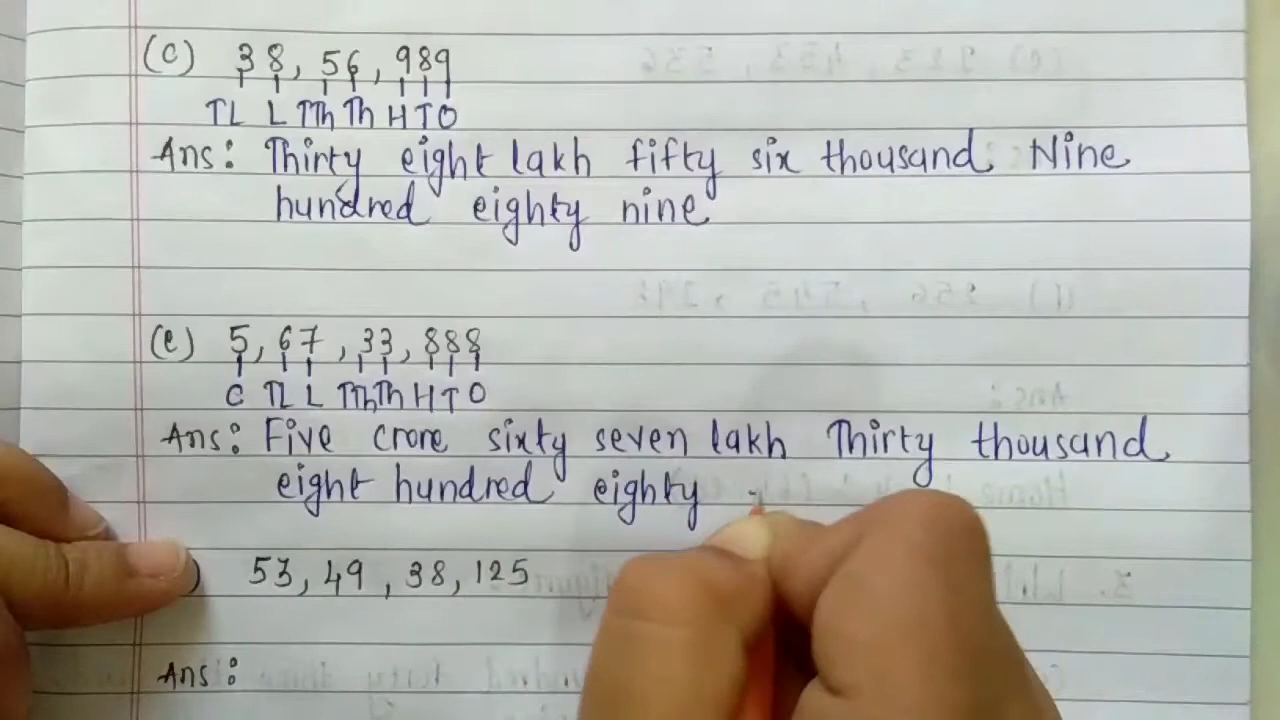 (c) 38, 56, 989
TL L TTh Th H T O
Ans: Thirty eight lakh fifty six thousand Nine
hundred eighty nine
(e) 5, 67, 33, 888
C TL L TTh Th H T O
Ans: Five crore sixty seven lakh Thirty thousand
eight hundred eighty
) 53, 49, 38, 125
Ans: